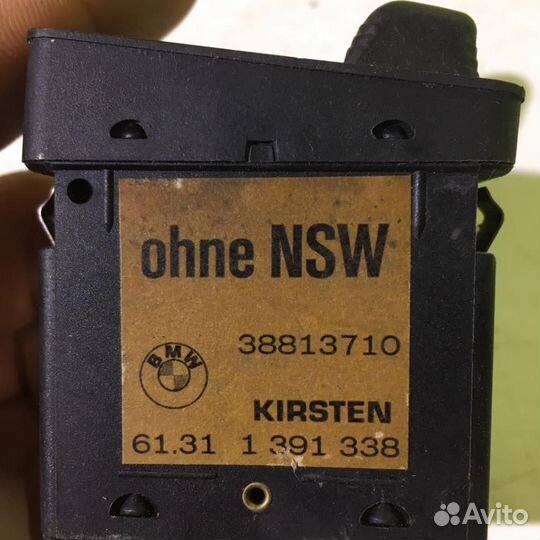 ohne NSW
38813710
BMW
KIRSTEN
61.31 1 391 338
Avito